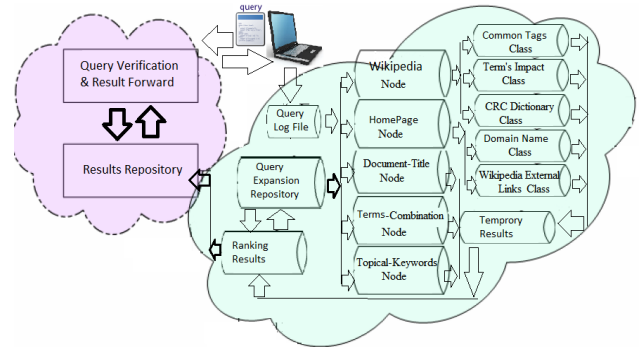 query
Query Verification
& Result Forward
Results Repository
Query
Log File
Query
Expansion
Repository
Ranking
Results
Wikipedia
Node
HomePage
Node
Document-Title
Node
Terms-Combination
Node
Topical-Keywords
Node
Common Tags
Class
Term's Impact
Class
CRC Dictionary
Class
Domain Name
Class
Wikipedia External
Links Class
Temprory
Results